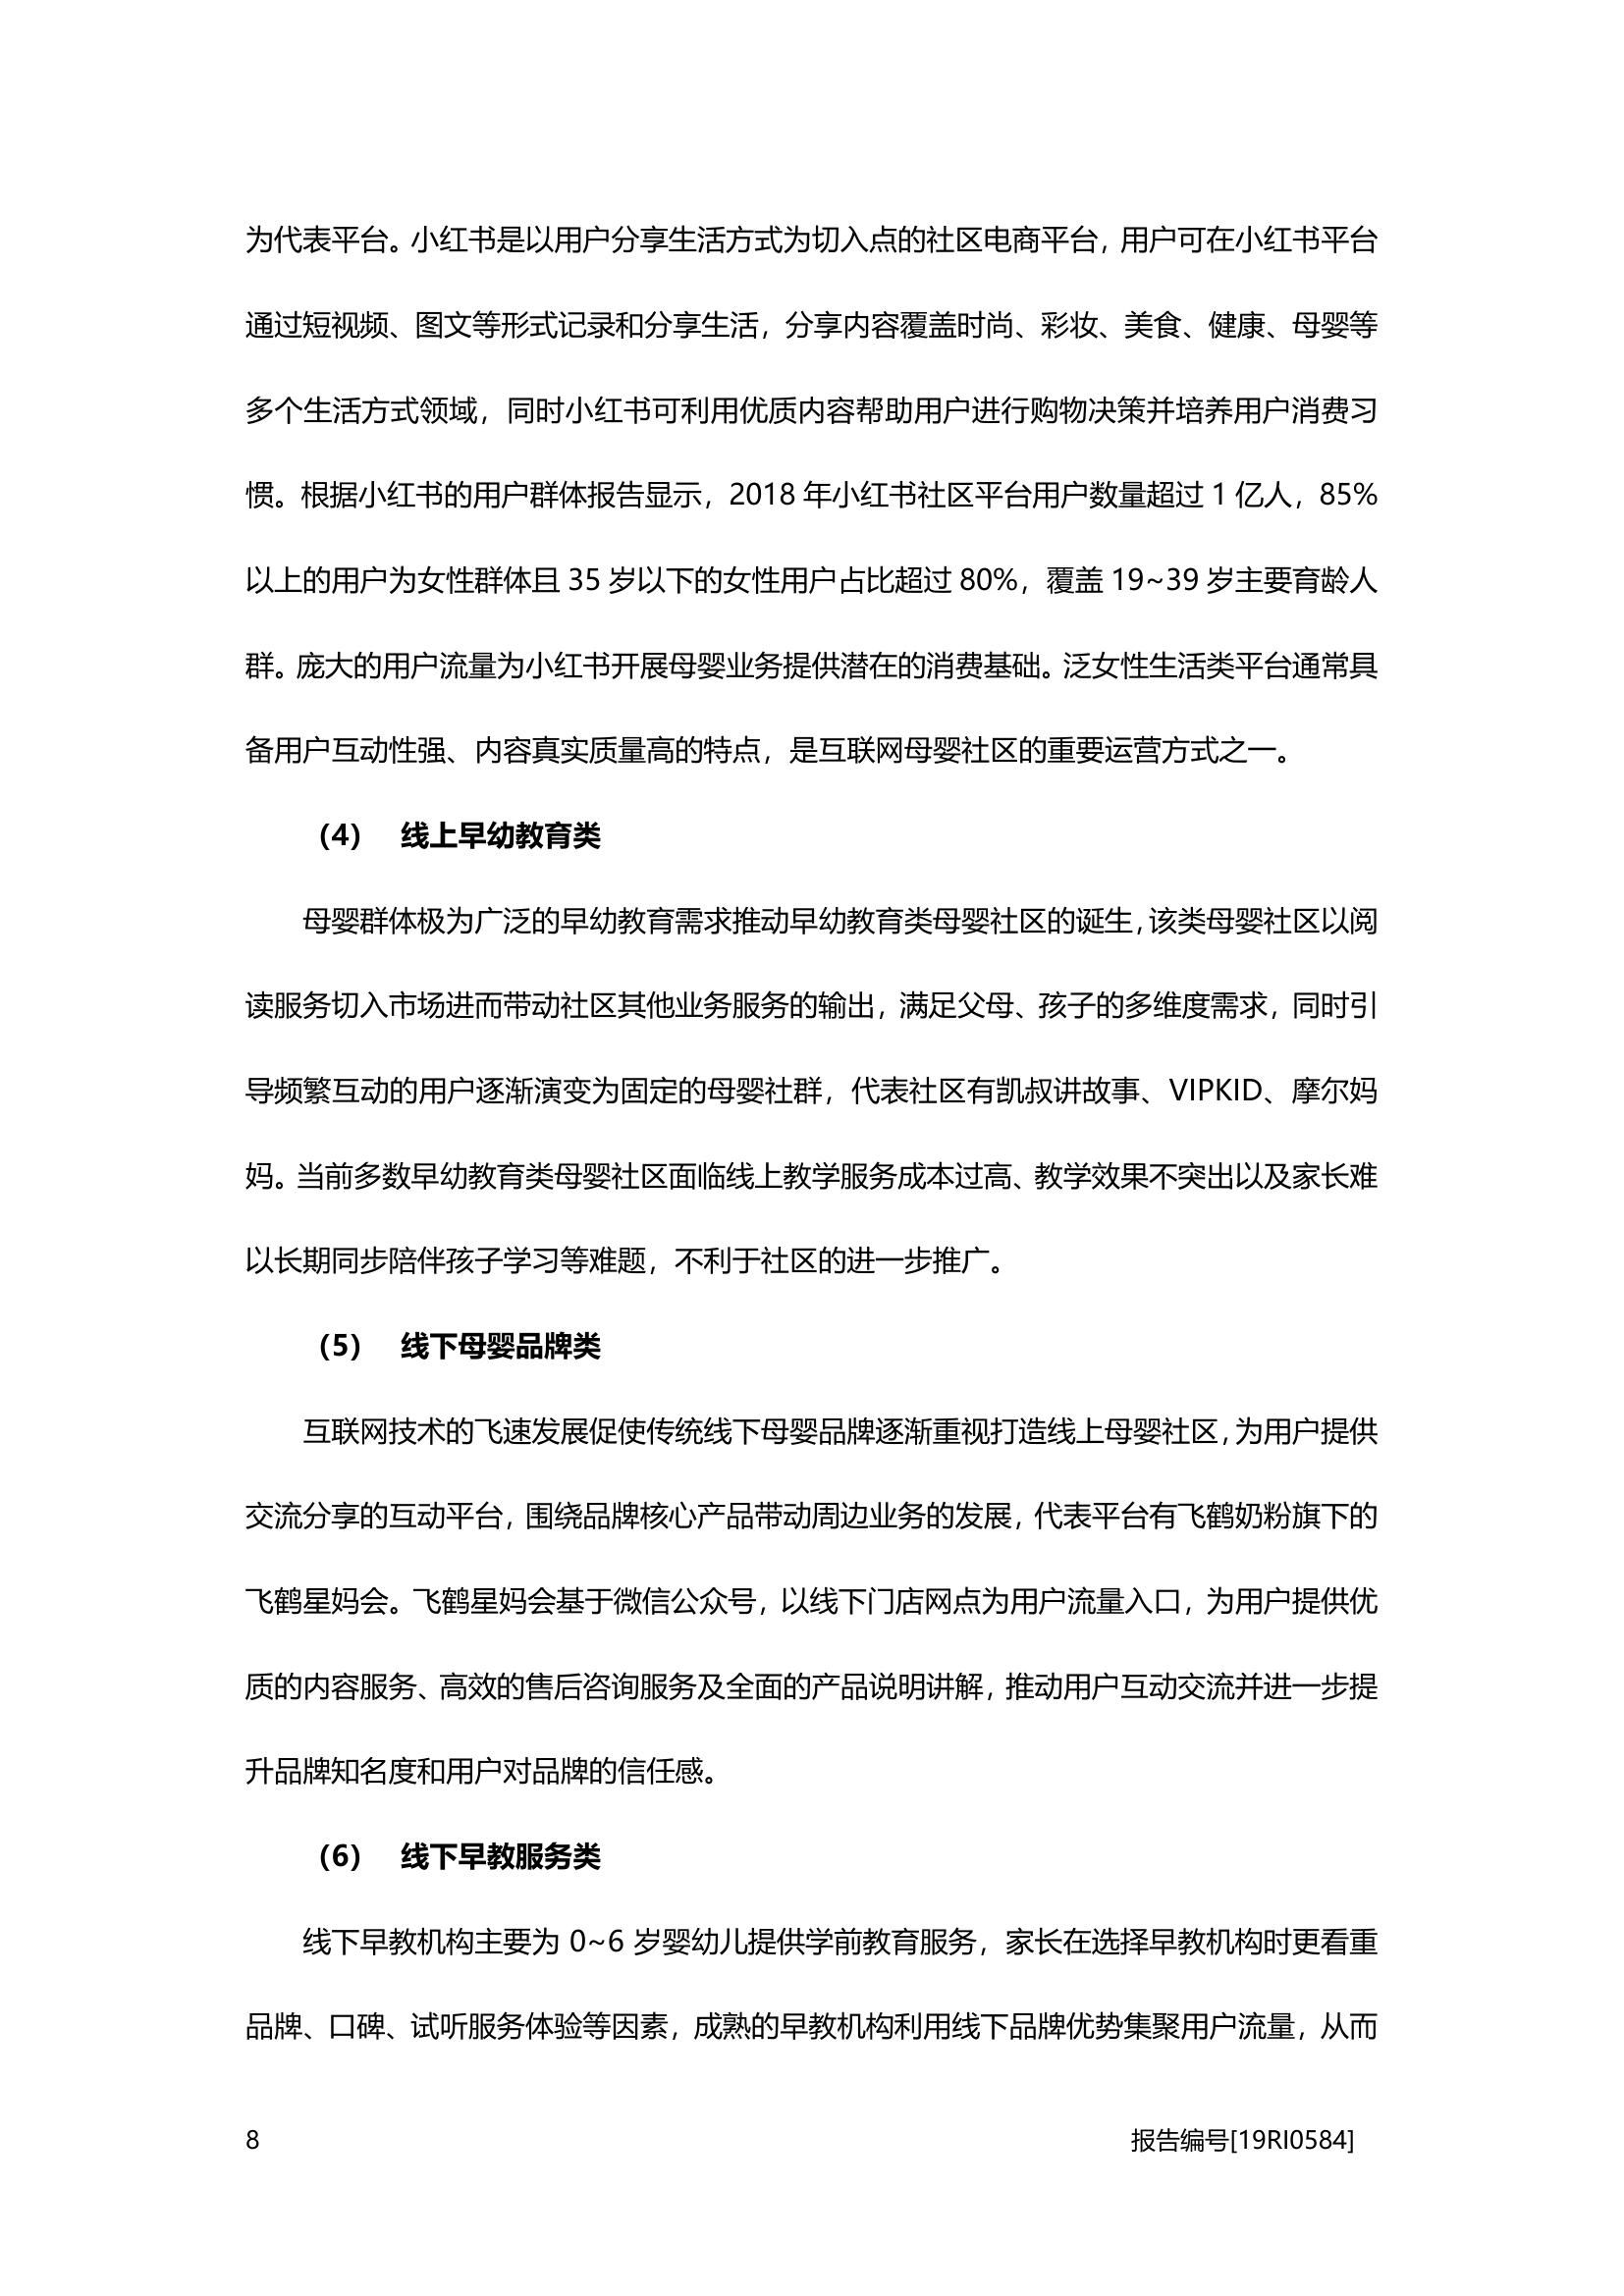 为代表平台。小红书是以用户分享生活方式为切入点的社区电商平台，用户可在小红书平台
通过短视频、图文等形式记录和分享生活，分享内容覆盖时尚、彩妆、美食、健康、母婴等
多个生活方式领域，同时小红书可利用优质内容帮助用户进行购物决策并培养用户消费习
惯。根据小红书的用户群体报告显示，2018 年小红书社区平台用户数量超过 1 亿人，85%
以上的用户为女性群体且 35 岁以下的女性用户占比超过 80%，覆盖 19~39 岁主要育龄人
群。庞大的用户流量为小红书开展母婴业务提供潜在的消费基础。泛女性生活类平台通常具
备用户互动性强、内容真实质量高的特点，是互联网母婴社区的重要运营方式之一。
（4） 线上早幼教育类
母婴群体极为广泛的早幼教育需求推动早幼教育类母婴社区的诞生，该类母婴社区以阅
读服务切入市场进而带动社区其他业务服务的输出，满足父母、孩子的多维度需求，同时引
导频繁互动的用户逐渐演变为固定的母婴社群，代表社区有凯叔讲故事、VIPKID、摩尔妈
妈。当前多数早幼教育类母婴社区面临线上教学服务成本过高、教学效果不突出以及家长难
以长期同步陪伴孩子学习等难题，不利于社区的进一步推广。
（5） 线下母婴品牌类
互联网技术的飞速发展促使传统线下母婴品牌逐渐重视打造线上母婴社区，为用户提供
交流分享的互动平台，围绕品牌核心产品带动周边业务的发展，代表平台有飞鹤奶粉旗下的
飞鹤星妈会。飞鹤星妈会基于微信公众号，以线下门店网点为用户流量入口，为用户提供优
质的内容服务、高效的售后咨询服务及全面的产品说明讲解，推动用户互动交流并进一步提
升品牌知名度和用户对品牌的信任感。
（6） 线下早教服务类
线下早教机构主要为 0~6 岁婴幼儿提供学前教育服务，家长在选择早教机构时更看重
品牌、口碑、试听服务体验等因素，成熟的早教机构利用线下品牌优势集聚用户流量，从而
8 报告编号[19RI0584]